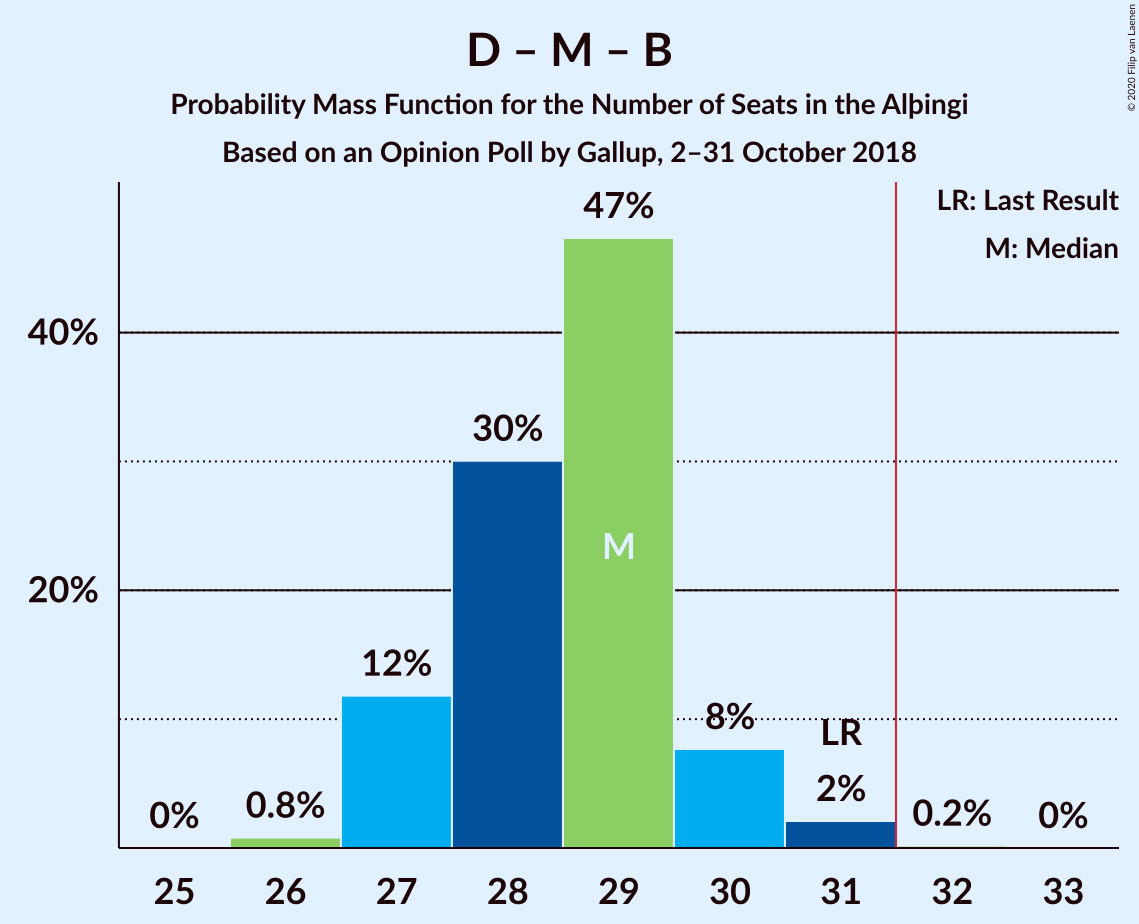 D – M – B
Probability Mass Function for the Number of Seats in the Alþingi
Based on an Opinion Poll by Gallup, 2–31 October 2018
© 2020 Filip van Laenen
LR: Last Result
M: Median
47%
40%
30%
M
20%
12%
8%
LR
2%
0.8%
0%
0.2%
0%
25 26 27 28 29 30 31 32 33